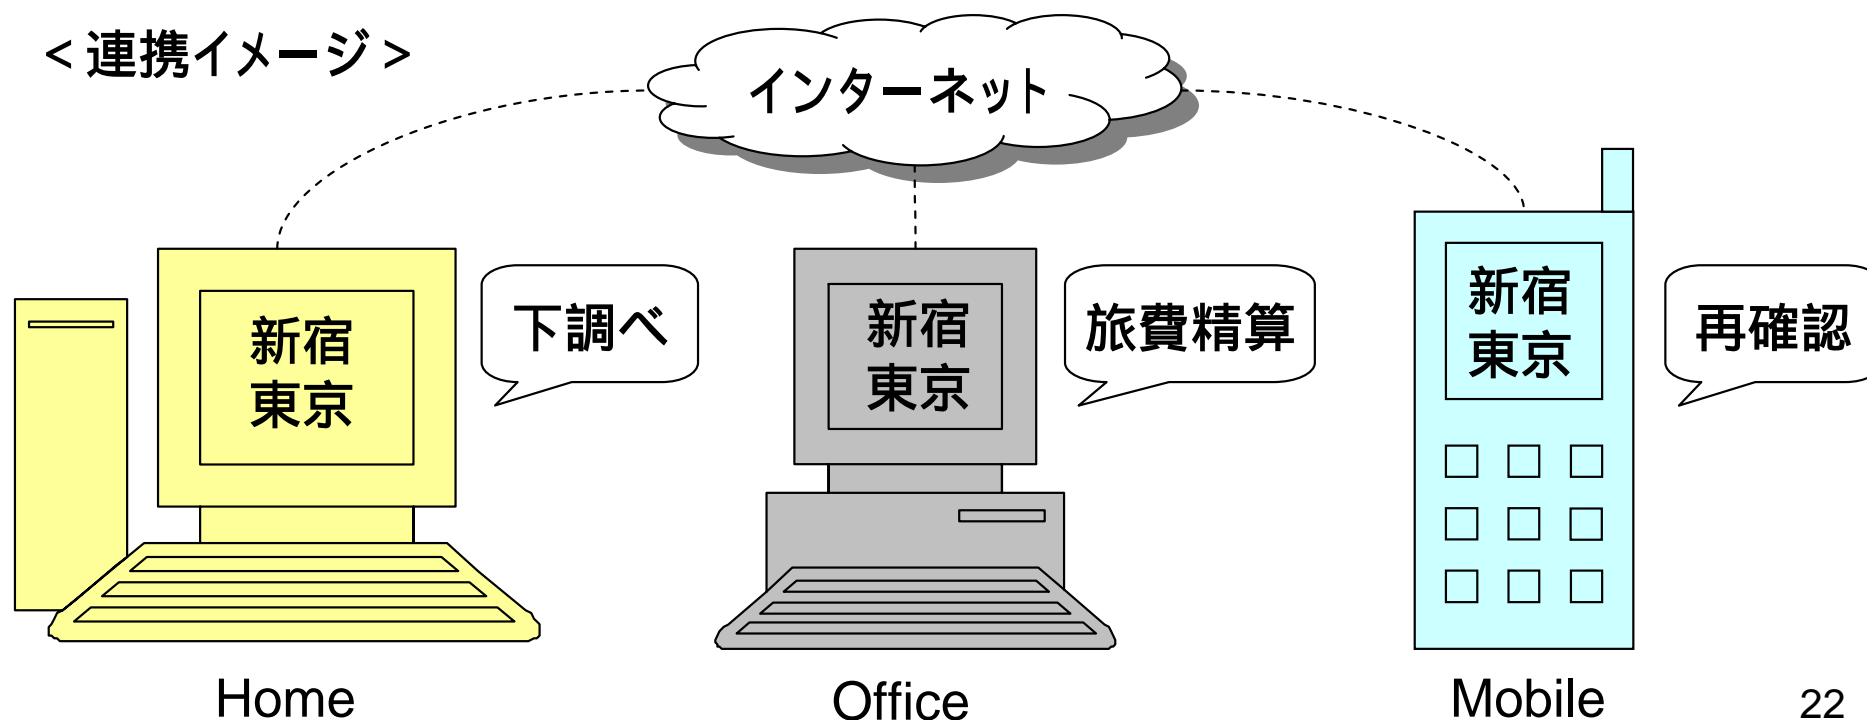 <連携イメージ>
インターネット
新宿
東京
下調べ
新宿
東京
旅費精算
新宿
東京
再確認
Home
Office
Mobile
22